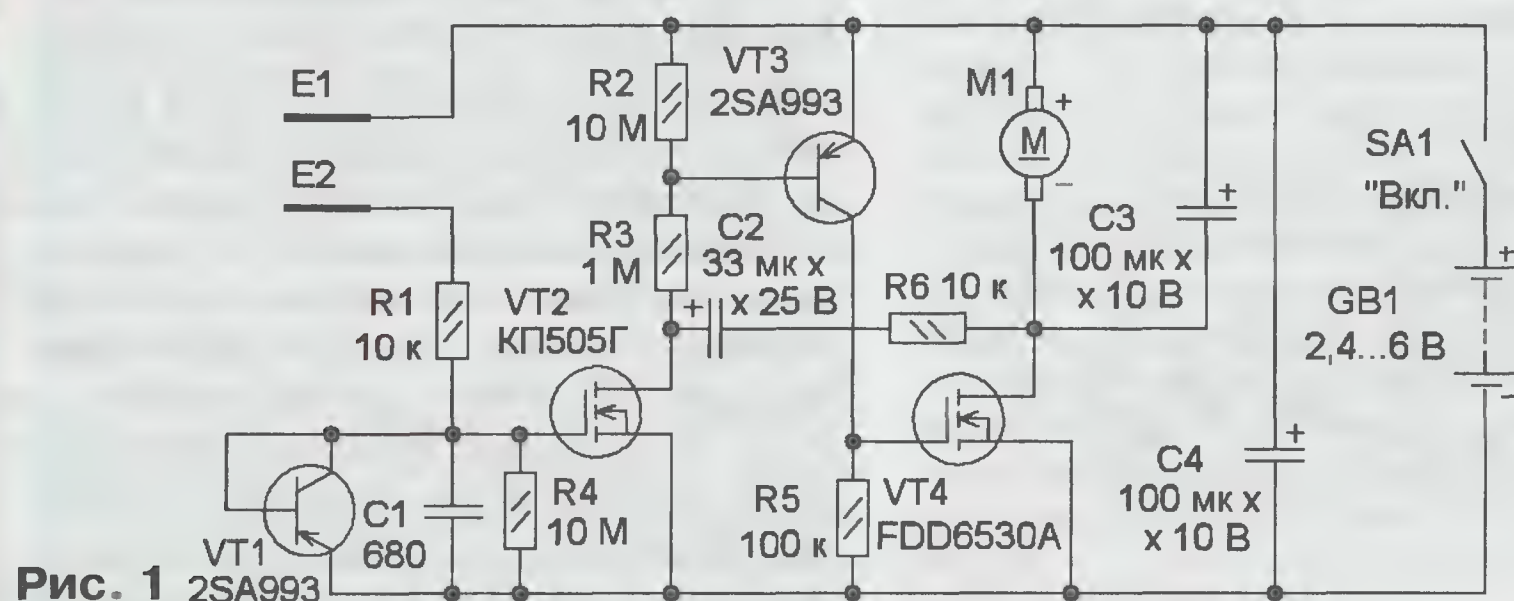 E1
E2
R1
10 к
VT1
2SA993
C1
680
R4
10 М
VT2
КП505Г
R2
10 М
R3
1 М
C2
33 мк х
х 25 В
VT3
2SA993
R5
100 к
R6 10 к
VT4
FDD6530A
M1
+
М
–
C3
100 мк х
х 10 В
+
C4
100 мк х
х 10 В
+
SA1
"Вкл."
GB1
2,4...6 В
+
–
+
Рис. 1